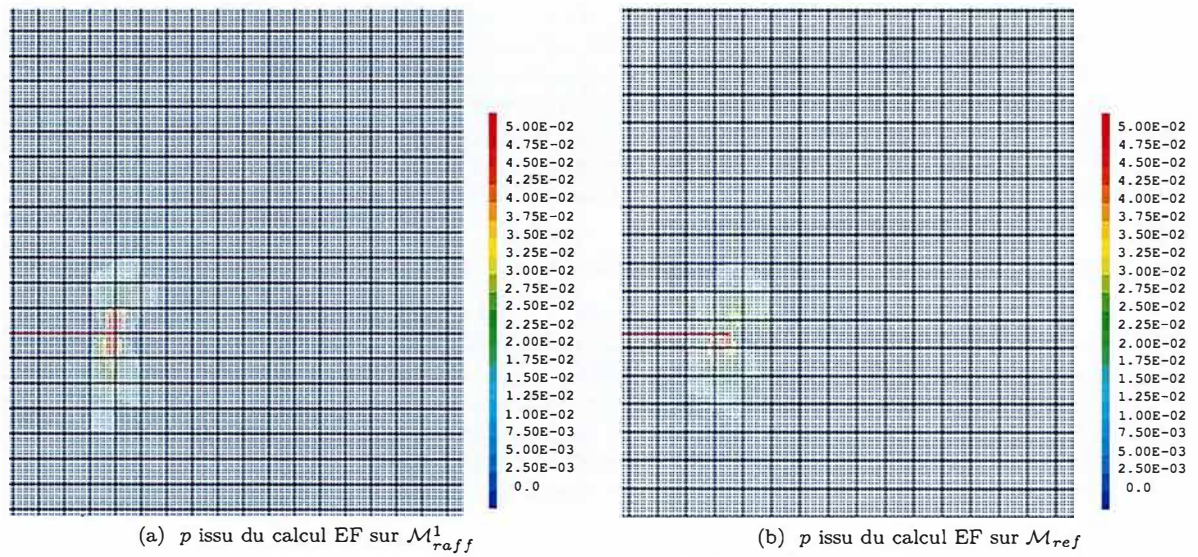 5.00E-02
4.75E-02
4.50E-02
4.25E-02
4.00E-02
3.75E-02
3.50E-02
3.25E-02
3.00E-02
2.75E-02
2.50E-02
2.25E-02
2.00E-02
1.75E-02
1.50E-02
1.25E-02
1.00E-02
7.50E-03
5.00E-03
2.50E-03
0.0
(a) p issu du calcul EF sur M^1_{raff}
5.00E-02
4.75E-02
4.50E-02
4.25E-02
4.00E-02
3.75E-02
3.50E-02
3.25E-02
3.00E-02
2.75E-02
2.50E-02
2.25E-02
2.00E-02
1.75E-02
1.50E-02
1.25E-02
1.00E-02
7.50E-03
5.00E-03
2.50E-03
0.0
(b) p issu du calcul EF sur M_{ref}